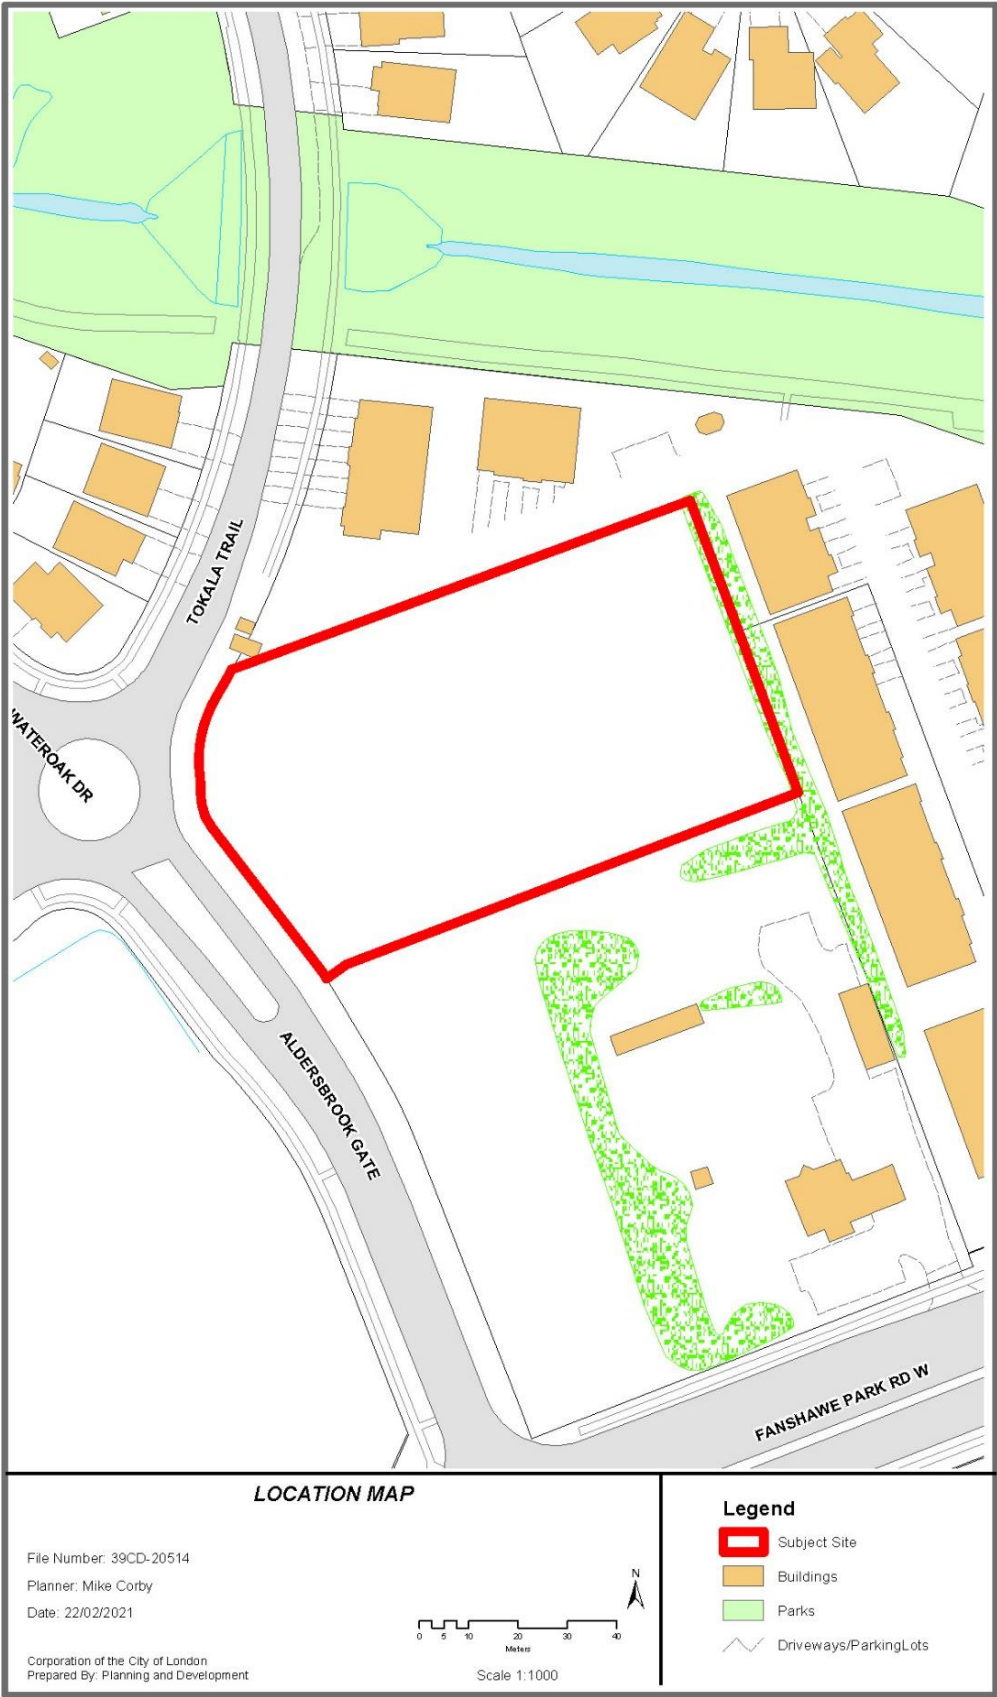 TOKALA TRAIL
WATEROAK DR
ALDERSBROOK GATE
FANSHAWE PARK RD W
LOCATION MAP
File Number: 39CD-20514
Planner: Mike Corby
Date: 22/02/2021
Corporation of the City of London
Prepared By: Planning and Development
N
0 5 10 20 30 40
Meters
Scale 1:1000
Legend
Subject Site
Buildings
Parks
Driveways/ParkingLots